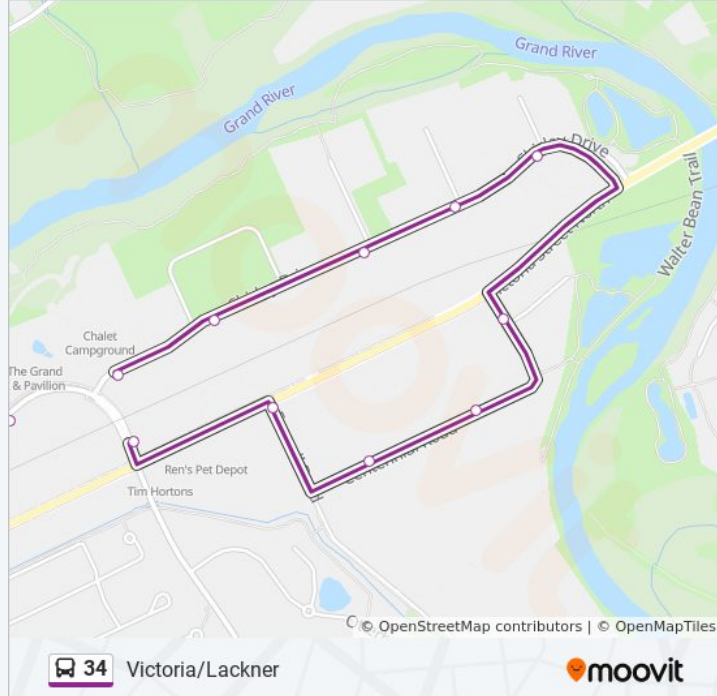 Grand River
Grand River
Shirley Drive
Walter Bean Trail
Chalet
Campground
The Grand
& Pavilion
Ren's Pet Depot
Tim Hortons
Centennial Road
© OpenStreetMap contributors | © OpenMapTiles
34 Victoria/Lackner
moovit